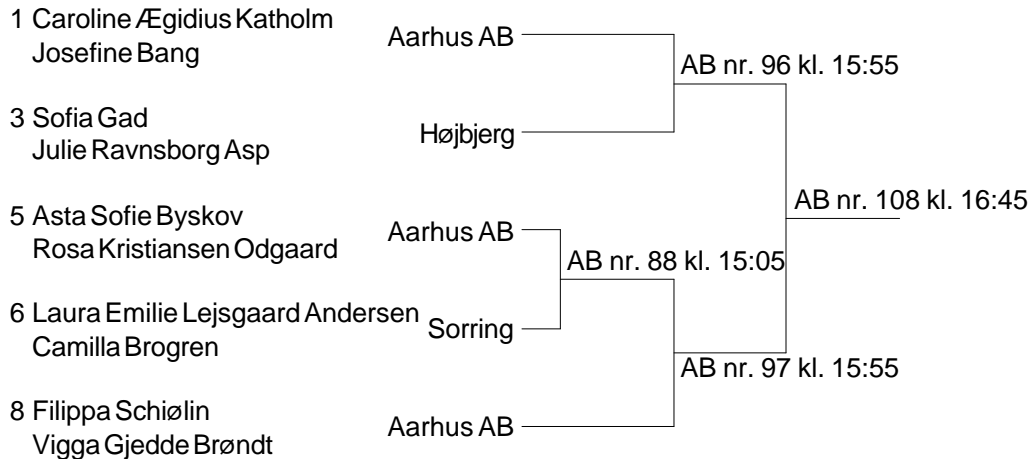 1 Caroline Ægidius Katholm
Josefine Bang
Aarhus AB
AB nr. 96 kl. 15:55
3 Sofia Gad
Julie Ravnsborg Asp
Højbjerg
AB nr. 108 kl. 16:45
5 Asta Sofie Byskov
Rosa Kristiansen Odgaard
Aarhus AB
AB nr. 88 kl. 15:05
6 Laura Emilie Lejsgaard Andersen
Camilla Brogren
Sorring
AB nr. 97 kl. 15:55
8 Filippa Schiølin
Vigga Gjedde Brøndt
Aarhus AB